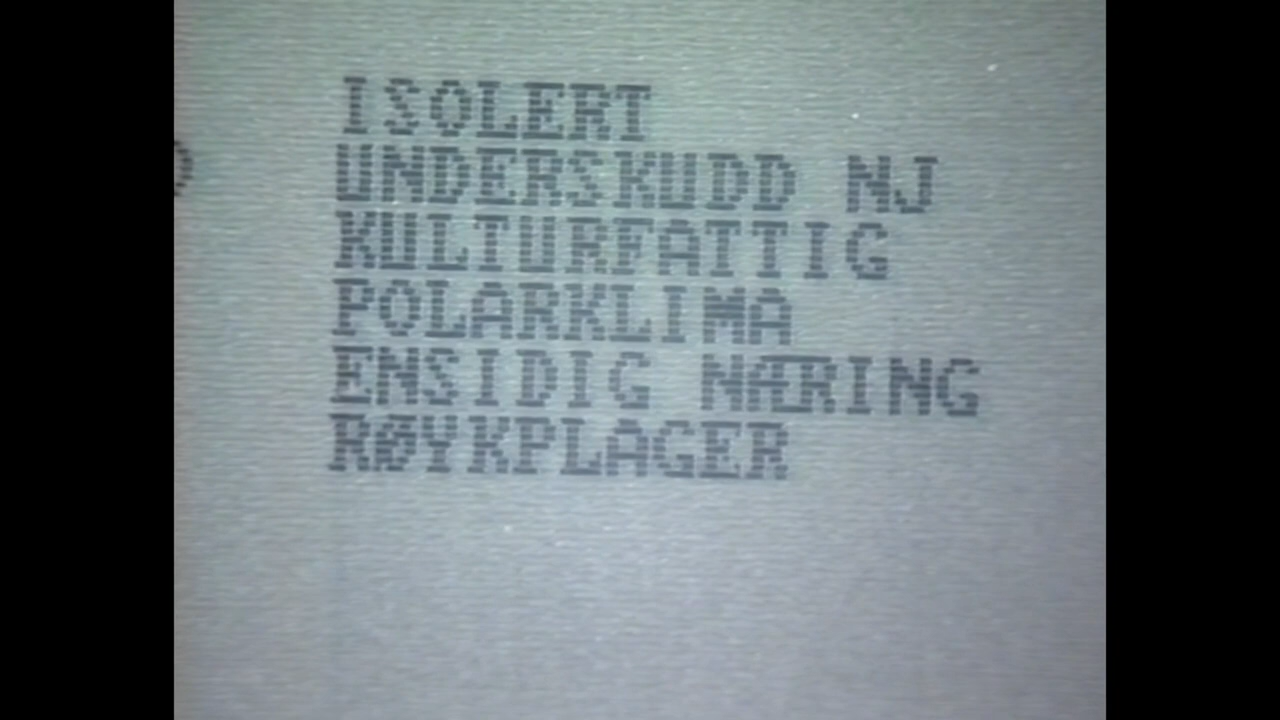 ISOLERT
UNDERSKUDD NJ
KULTURFATTIG
POLARKLIMA
ENSIDIG NÆRING
RØYKPLAGER